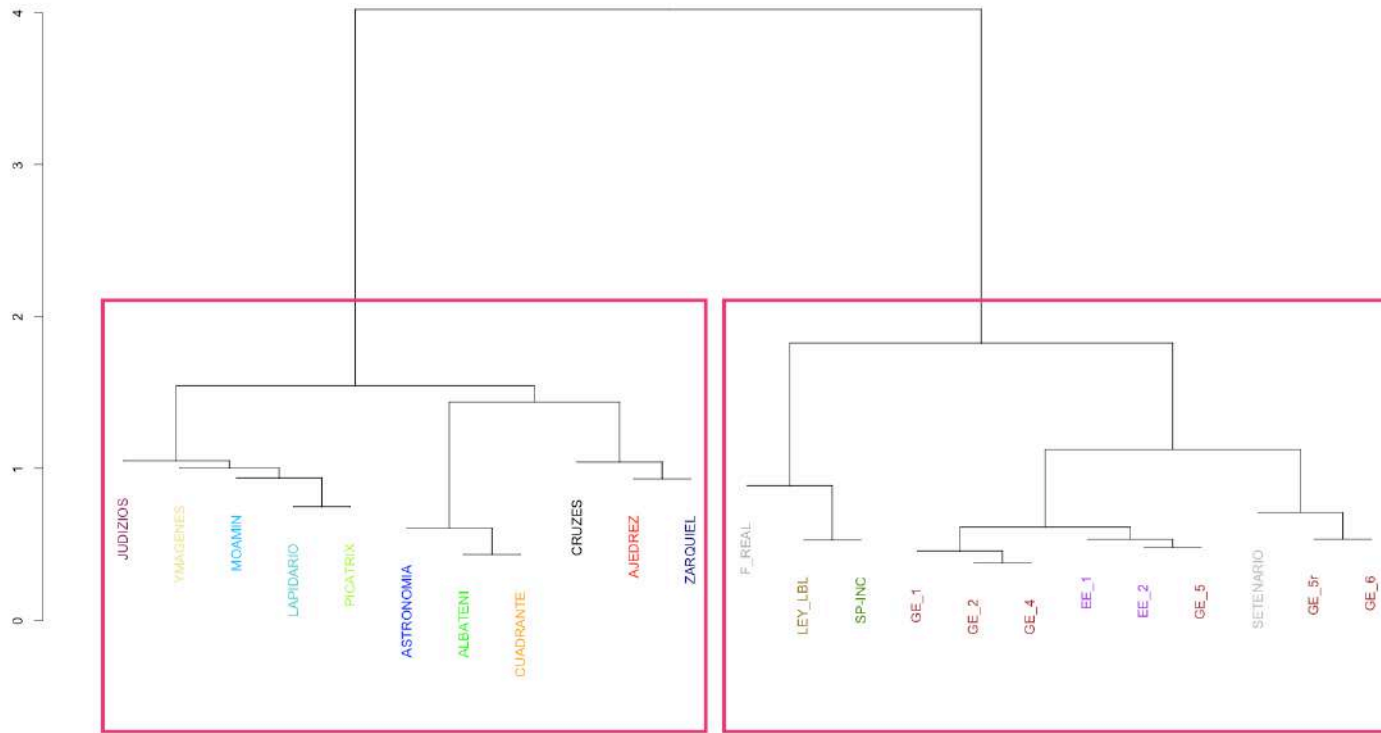 4
3
2
1
0
JUDIZIOS
YMAGENES
MOAMIN
LAPIDARIO
PICATRIX
ASTRONOMIA
ALBATENI
CUADRANTE
CRUZES
AJEDREZ
ZARQUIEL
F_REAL
LEY_LBL
SP-INC
GE_1
GE_2
GE_4
EE_1
EE_2
GE_5
SETENARIO
GE_5r
GE_6